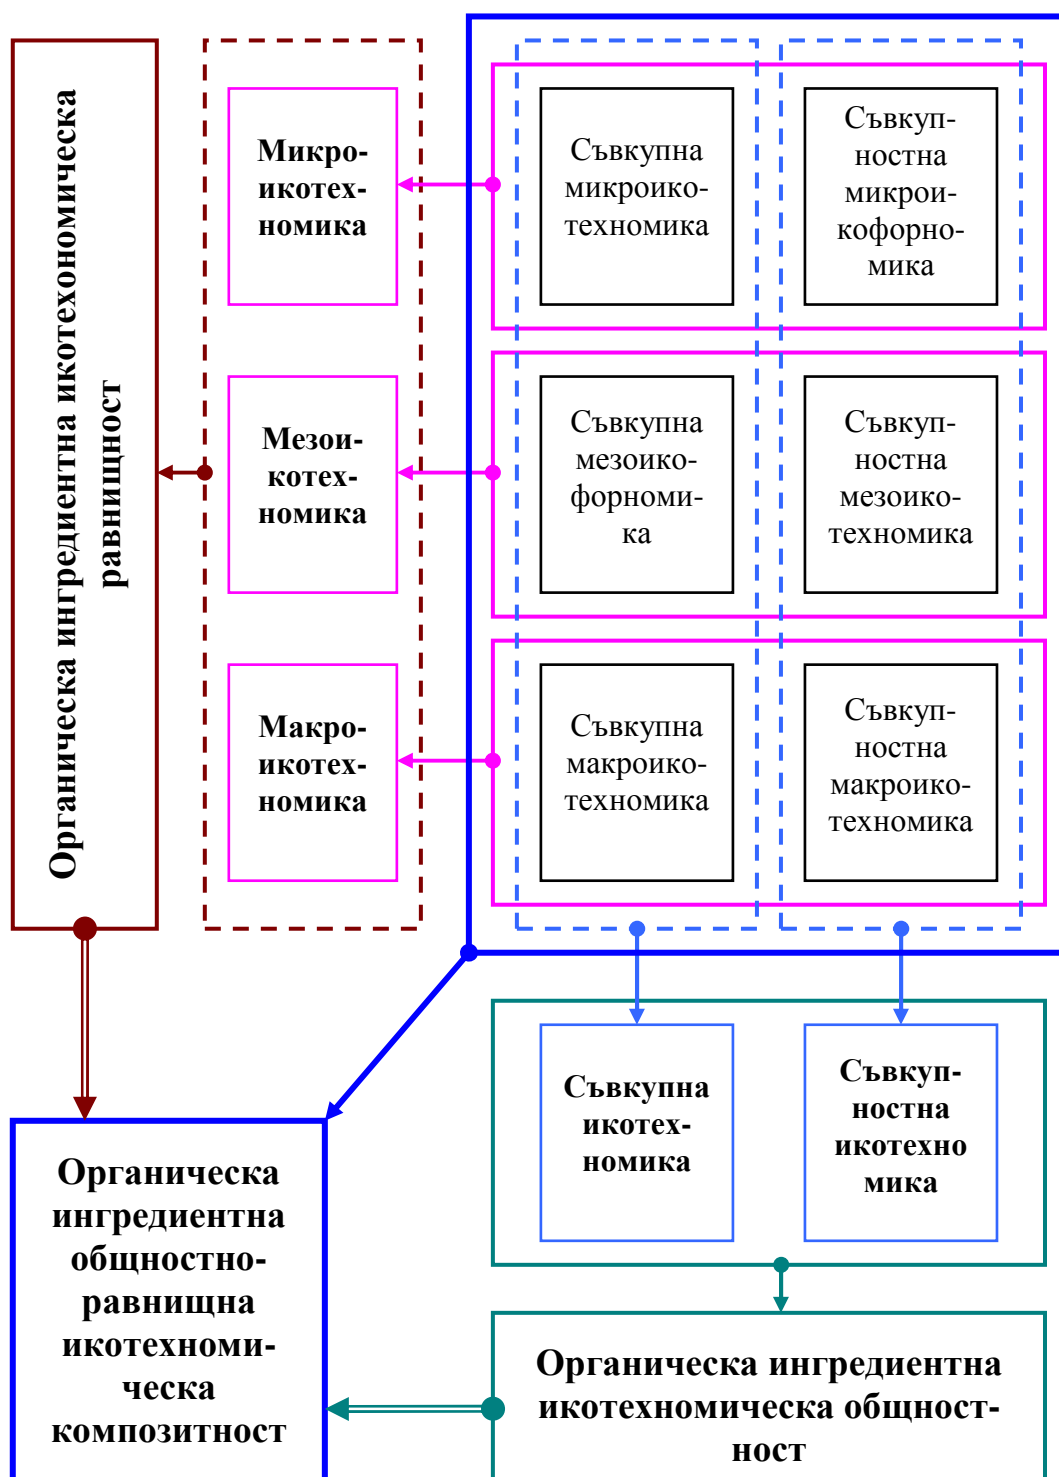 Органическа ингредиентна икотехономическа
равнищност
Микро-
икотех-
номика
Съвкупна
микроико-
техномика
Съвкуп-
ностна
микрои-
кофорно-
мика
Мезои-
котех-
номика
Съвкупна
мезоико-
форноми-
ка
Съвкуп-
ностна
мезоико-
техномика
Макро-
икотех-
номика
Съвкупна
макроико-
техномика
Съвкуп-
ностна
макроико-
техномика
Съвкупна
икотех-
номика
Съвкуп-
ностна
икотехно
мика
Органическа
ингредиентна
общностно-
равнищна
икотехноми-
ческа
композитност
Органическа ингредиентна
икотехномическа общност-
ност